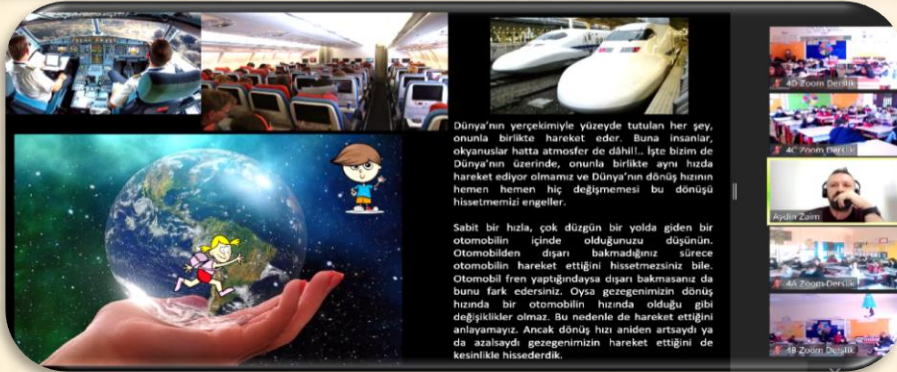 Dünya'nın yerçekimiyle yüzeyde tutulan her şey,
onunla birlikte hareket eder. Buna insanlar,
okyanuslar hatta atmosfer de dâhil!.. İşte bizim de
Dünya'nın üzerinde, onunla birlikte aynı hızda
hareket ediyor olmamız ve Dünya'nın dönüş hızının
hemen hemen hiç değişmemesi bu dönüşü
hissetmemizi engeller.
Sabit bir hızla, çok düzgün bir yolda giden bir
otomobilin içinde olduğunuzu düşünün.
Otomobilden dışarı bakmadığınız sürece
otomobilin hareket ettiğini hissetmezsiniz bile.
Otomobil fren yaptığındaysa dışarı bakmasanız da
bunu fark edersiniz. Oysa gezegenimizin dönüş
hızında bir otomobilin hızında olduğu gibi
değişiklikler olmaz. Bu nedenle de hareket ettiğini
anlayamayız. Ancak dönüş hızı aniden artsaydı ya
da azalsaydı gezegenimizin hareket ettiğini de
kesinlikle hissederdik.
4D Zoom Derslik
4C Zoom Derslik
Aydın Zaim
4A Zoom Derslik
4B Zoom Derslik